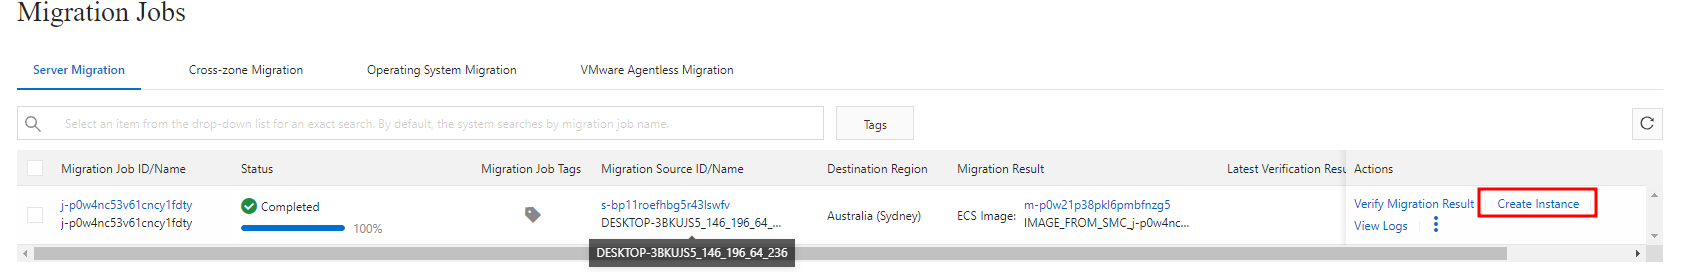 Migration Jobs
Server Migration
Cross-zone Migration
Operating System Migration
VMware Agentless Migration
Select an item from the drop-down list for an exact search. By default, the system searches by migration job name.
Tags
Migration Job ID/Name
Status
Migration Job Tags
Migration Source ID/Name
Destination Region
Migration Result
Latest Verification Resu
Actions
j-p0w4nc53v61cncy1fdty
j-p0w4nc53v61cncy1fdty
Completed
100%
s-bp11roefhbg5r43lswfv
DESKTOP-3BKUJS5_146_196_64_...
Australia (Sydney)
ECS Image:
m-p0w21p38pkl6pmbfnzg5
IMAGE_FROM_SMC_j-p0w4nc...
Verify Migration Result
Create Instance
View Logs
DESKTOP-3BKUJS5_146_196_64_236